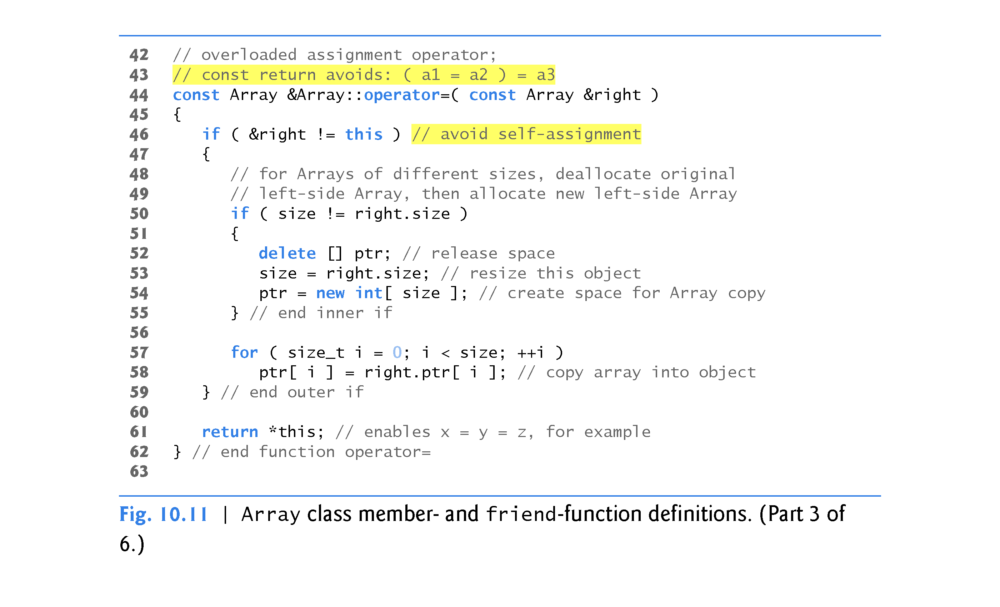 42 // overloaded assignment operator;
43 // const return avoids: ( a1 = a2 ) = a3
44 const Array &Array::operator=( const Array &right )
45 {
46 if ( &right != this ) // avoid self-assignment
47 {
48 // for Arrays of different sizes, deallocate original
49 // left-side Array, then allocate new left-side Array
50 if ( size != right.size )
51 {
52 delete [] ptr; // release space
53 size = right.size; // resize this object
54 ptr = new int[ size ]; // create space for Array copy
55 } // end inner if
56
57 for ( size_t i = 0; i < size; ++i )
58 ptr[ i ] = right.ptr[ i ]; // copy array into object
59 } // end outer if
60
61 return *this; // enables x = y = z, for example
62 } // end function operator=
63
Fig. 10.11 | Array class member- and friend-function definitions. (Part 3 of
6.)